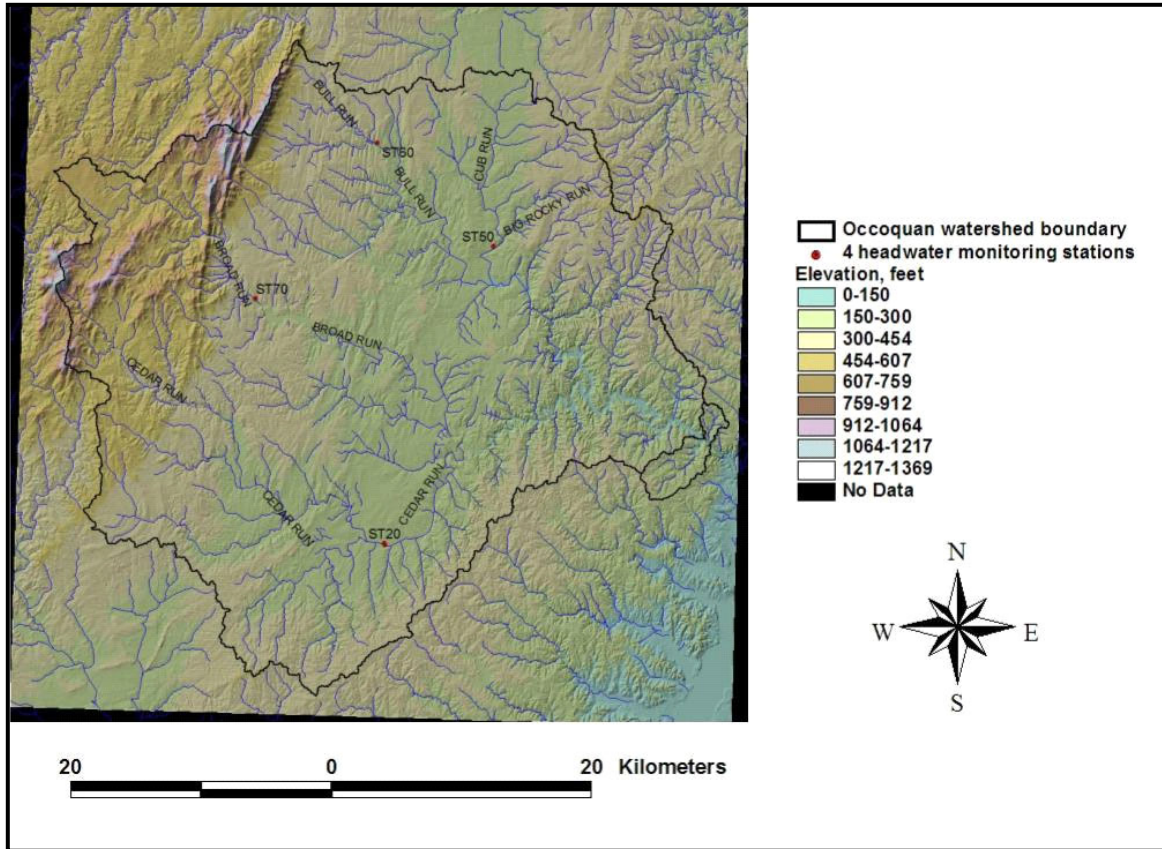 BULL RUN
ST60
CUB RUN
BULL RUN
BIG ROCKY RUN
ST50
BROAD RUN
ST70
BROAD RUN
CEDAR RUN
CEDAR RUN
CEDAR RUN
ST20
Occoquan watershed boundary
4 headwater monitoring stations
Elevation, feet
0-150
150-300
300-454
454-607
607-759
759-912
912-1064
1064-1217
1217-1369
No Data
N
W E
S
20 0 20 Kilometers